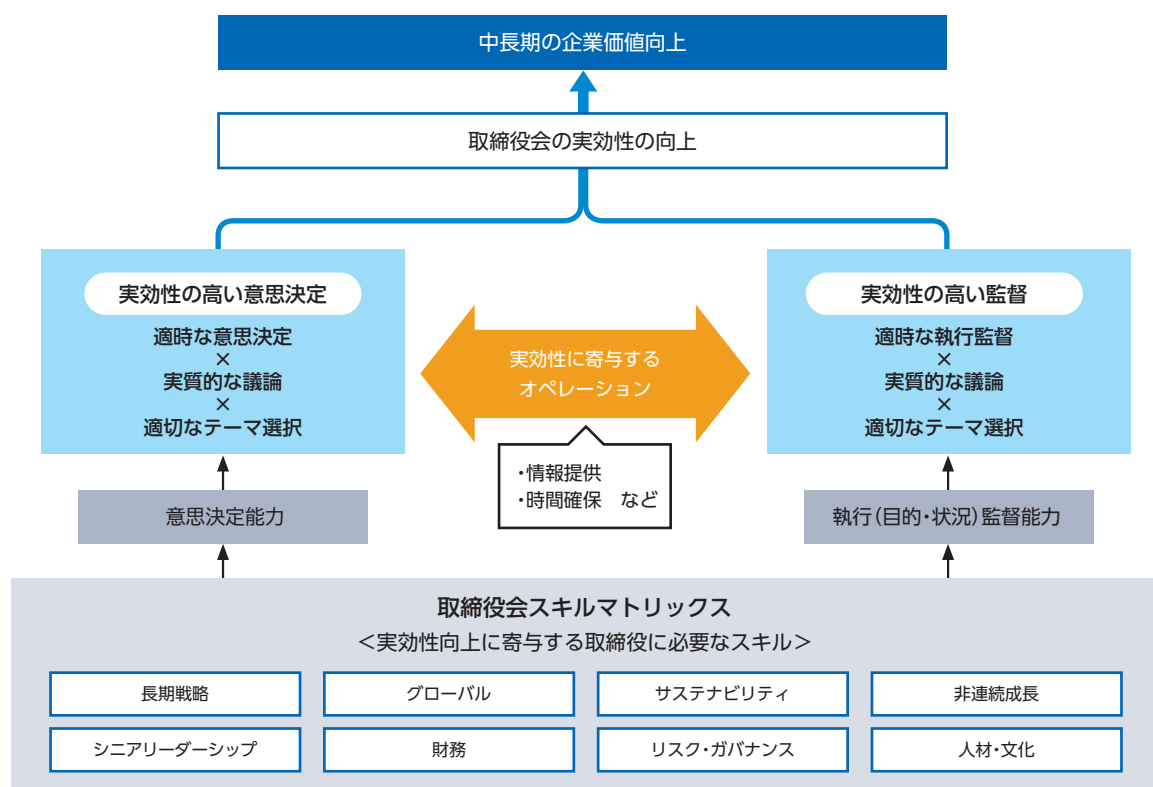 中長期の企業価値向上
取締役会の実効性の向上
実効性の高い意思決定
適時な意思決定
×
実質的な議論
×
適切なテーマ選択
実効性に寄与する
オペレーション
・情報提供
・時間確保　など
実効性の高い監督
適時な執行監督
×
実質的な議論
×
適切なテーマ選択
意思決定能力
執行(目的・状況)監督能力
取締役会スキルマトリックス
＜実効性向上に寄与する取締役に必要なスキル＞
長期戦略
グローバル
サステナビリティ
非連続成長
シニアリーダーシップ
財務
リスク・ガバナンス
人材・文化